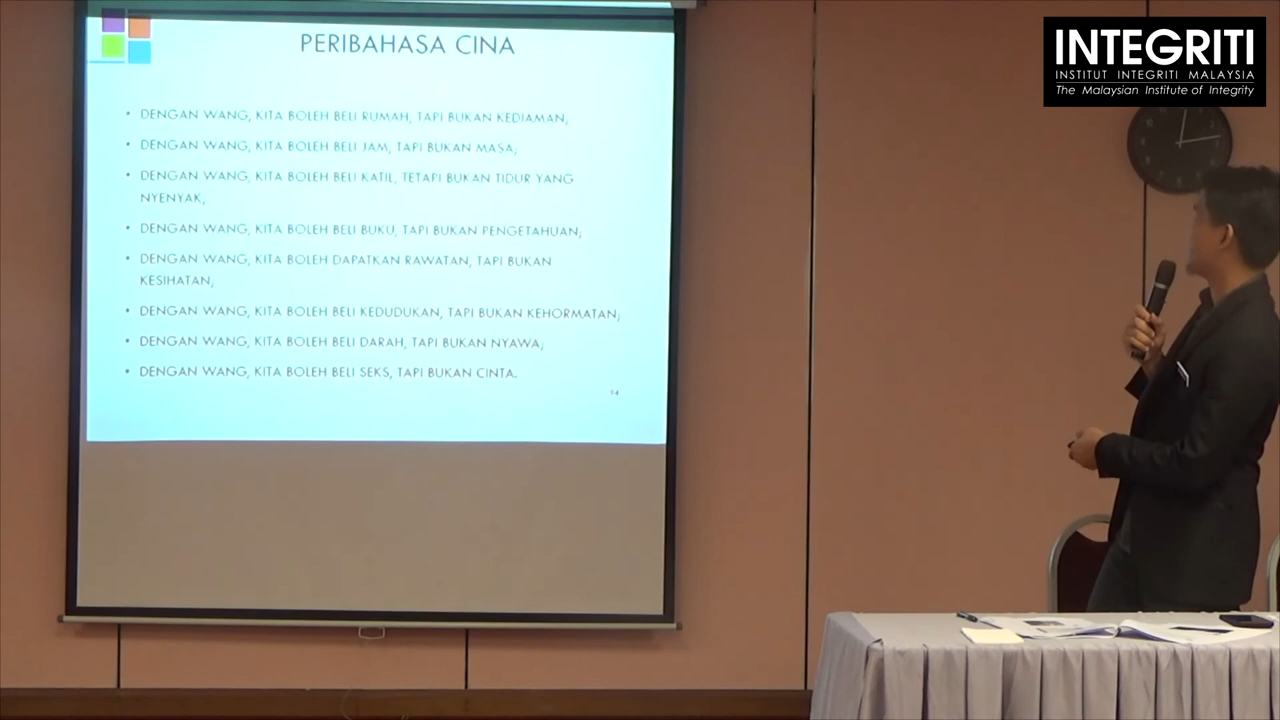 PERIBAHASA CINA
• DENGAN WANG, KITA BOLEH BELI RUMAH, TAPI BUKAN KEDIAMAN;
• DENGAN WANG, KITA BOLEH BELI JAM, TAPI BUKAN MASA;
• DENGAN WANG, KITA BOLEH BELI KATIL, TETAPI BUKAN TIDUR YANG
NYENYAK;
• DENGAN WANG, KITA BOLEH BELI BUKU, TAPI BUKAN PENGETAHUAN;
• DENGAN WANG, KITA BOLEH DAPATKAN RAWATAN, TAPI BUKAN
KESIHATAN;
• DENGAN WANG, KITA BOLEH BELI KEDUDUKAN, TAPI BUKAN KEHORMATAN;
• DENGAN WANG, KITA BOLEH BELI DARAH, TAPI BUKAN NYAWA;
• DENGAN WANG, KITA BOLEH BELI SEKS, TAPI BUKAN CINTA.
14
INTEGRITI
INSTITUT INTEGRITI MALAYSIA
The Malaysian Institute of Integrity